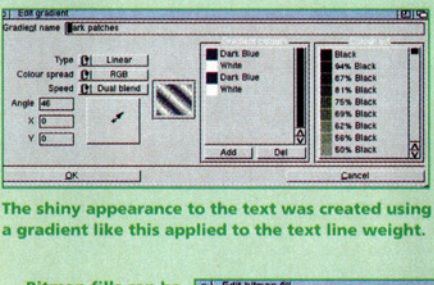 Edit gradient
Gradient name Dark patches
Type Linear
Colour spread RGB
Speed Dual blend
Angle 46
X 0
Y 0
Dark Blue
White
Dark Blue
White
Add Del
Black
94% Black
87% Black
81% Black
75% Black
69% Black
62% Black
56% Black
50% Black
OK Cancel
The shiny appearance to the text was created using
a gradient like this applied to the text line weight.
Bitmap fills can be
Edit bitmap fill